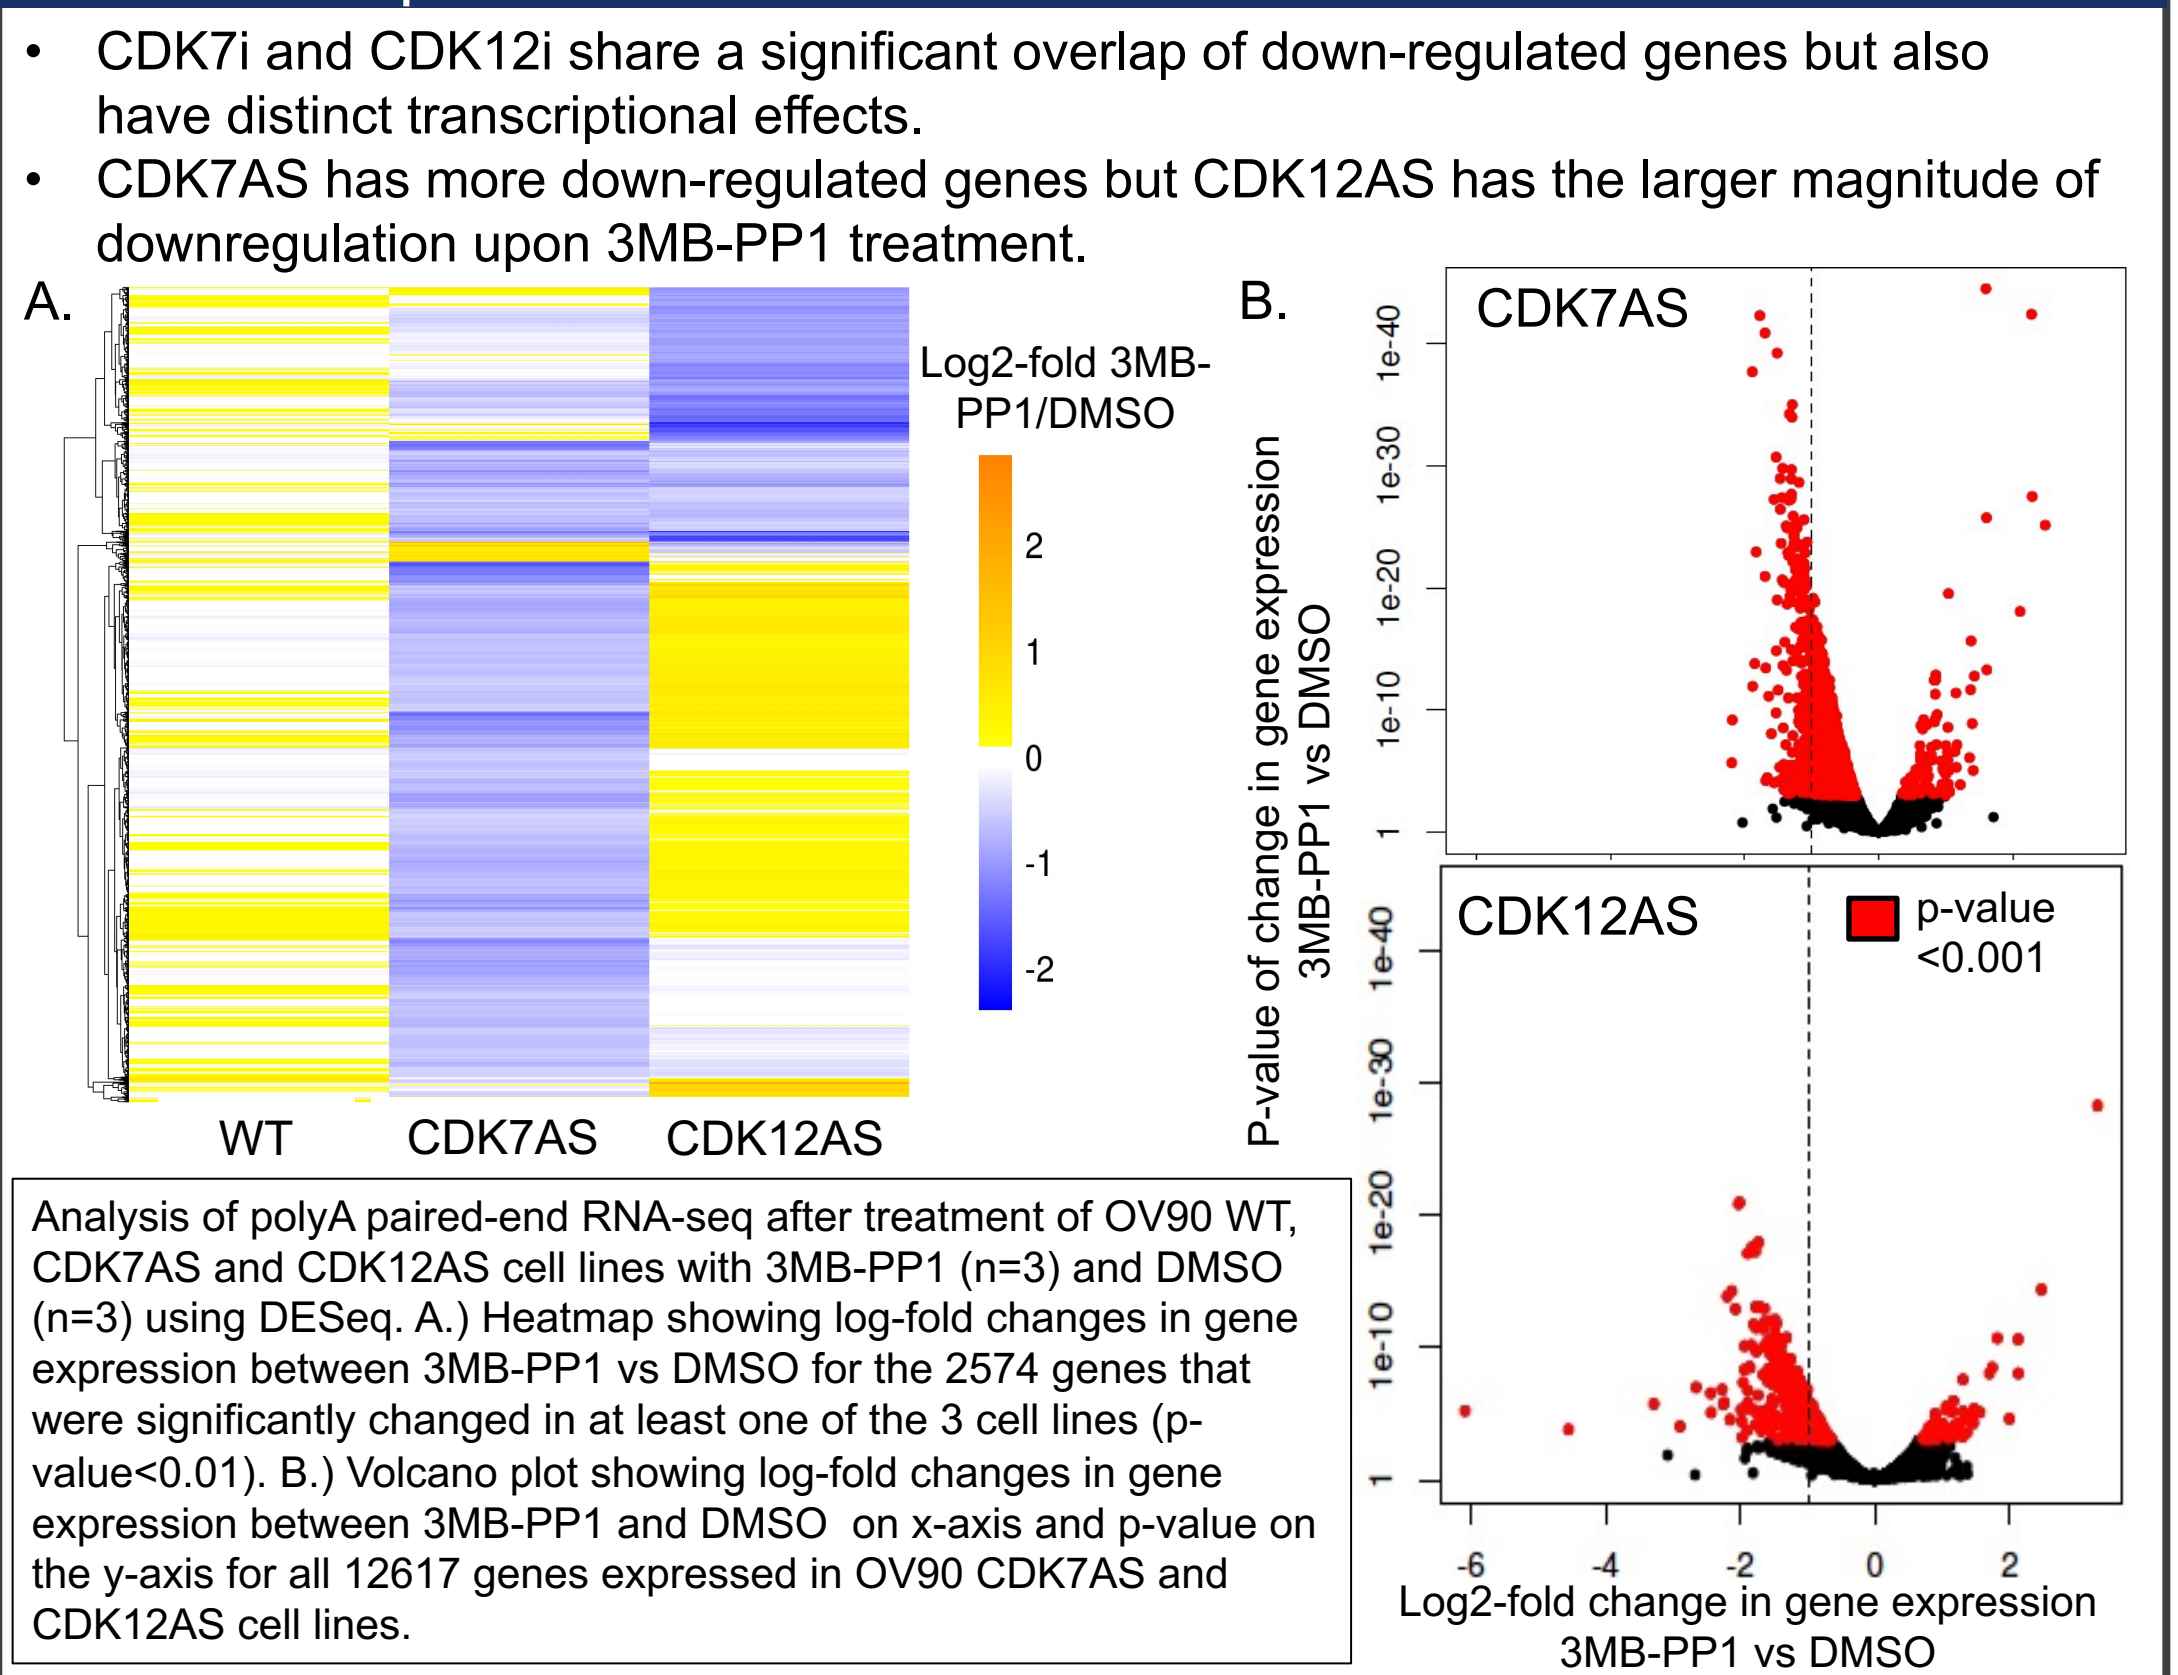 • CDK7i and CDK12i share a significant overlap of down-regulated genes but also
have distinct transcriptional effects.
• CDK7AS has more down-regulated genes but CDK12AS has the larger magnitude of
downregulation upon 3MB-PP1 treatment.
A.
Log2-fold 3MB-
PP1/DMSO
2
1
0
-1
-2
WT CDK7AS CDK12AS
B.
P-value of change in gene expression
3MB-PP1 vs DMSO
CDK7AS
1e-40
1e-30
1e-20
1e-10
1
CDK12AS
p-value
<0.001
1e-40
1e-30
1e-20
1e-10
1
-6 -4 -2 0 2
Log2-fold change in gene expression
3MB-PP1 vs DMSO
Analysis of polyA paired-end RNA-seq after treatment of OV90 WT,
CDK7AS and CDK12AS cell lines with 3MB-PP1 (n=3) and DMSO
(n=3) using DESeq. A.) Heatmap showing log-fold changes in gene
expression between 3MB-PP1 vs DMSO for the 2574 genes that
were significantly changed in at least one of the 3 cell lines (p-
value<0.01). B.) Volcano plot showing log-fold changes in gene
expression between 3MB-PP1 and DMSO  on x-axis and p-value on
the y-axis for all 12617 genes expressed in OV90 CDK7AS and
CDK12AS cell lines.